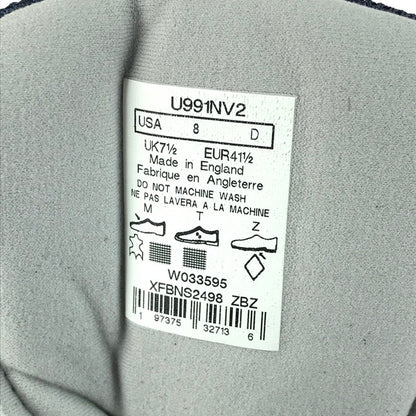 U991NV2
USA 8 D
UK7½ EUR41½
Made in England
Fabrique en Angleterre
DO NOT MACHINE WASH
NE PAS LAVERA A LA MACHINE
M T Z
W033595
XFBNS2498 ZBZ
1 97375 32713 6